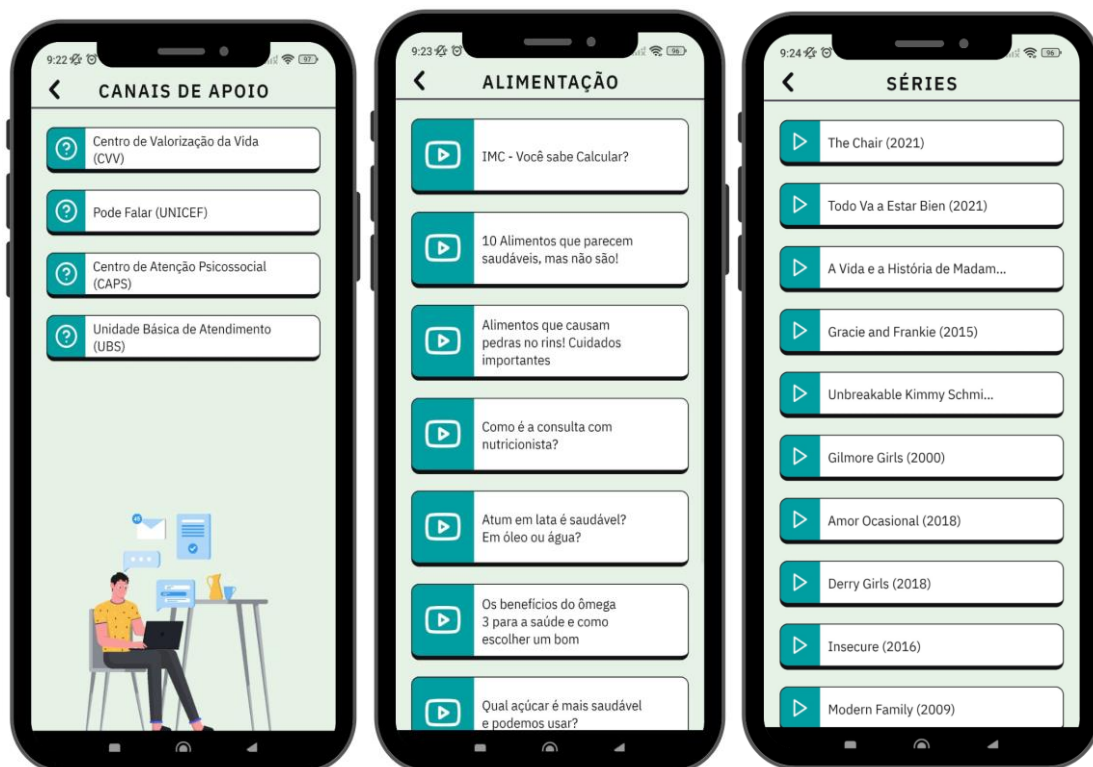 9:22
97
CANAIS DE APOIO
Centro de Valorização da Vida
(CVV)
Pode Falar (UNICEF)
Centro de Atenção Psicossocial
(CAPS)
Unidade Básica de Atendimento
(UBS)
9:23
96
ALIMENTAÇÃO
IMC - Você sabe Calcular?
10 Alimentos que parecem
saudáveis, mas não são!
Alimentos que causam
pedras no rins! Cuidados
importantes
Como é a consulta com
nutricionista?
Atum em lata é saudável?
Em óleo ou água?
Os benefícios do ômega
3 para a saúde e como
escolher um bom
Qual açúcar é mais saudável
e podemos usar?
9:24
96
SÉRIES
The Chair (2021)
Todo Va a Estar Bien (2021)
A Vida e a História de Madam...
Gracie and Frankie (2015)
Unbreakable Kimmy Schmi...
Gilmore Girls (2000)
Amor Ocasional (2018)
Derry Girls (2018)
Insecure (2016)
Modern Family (2009)